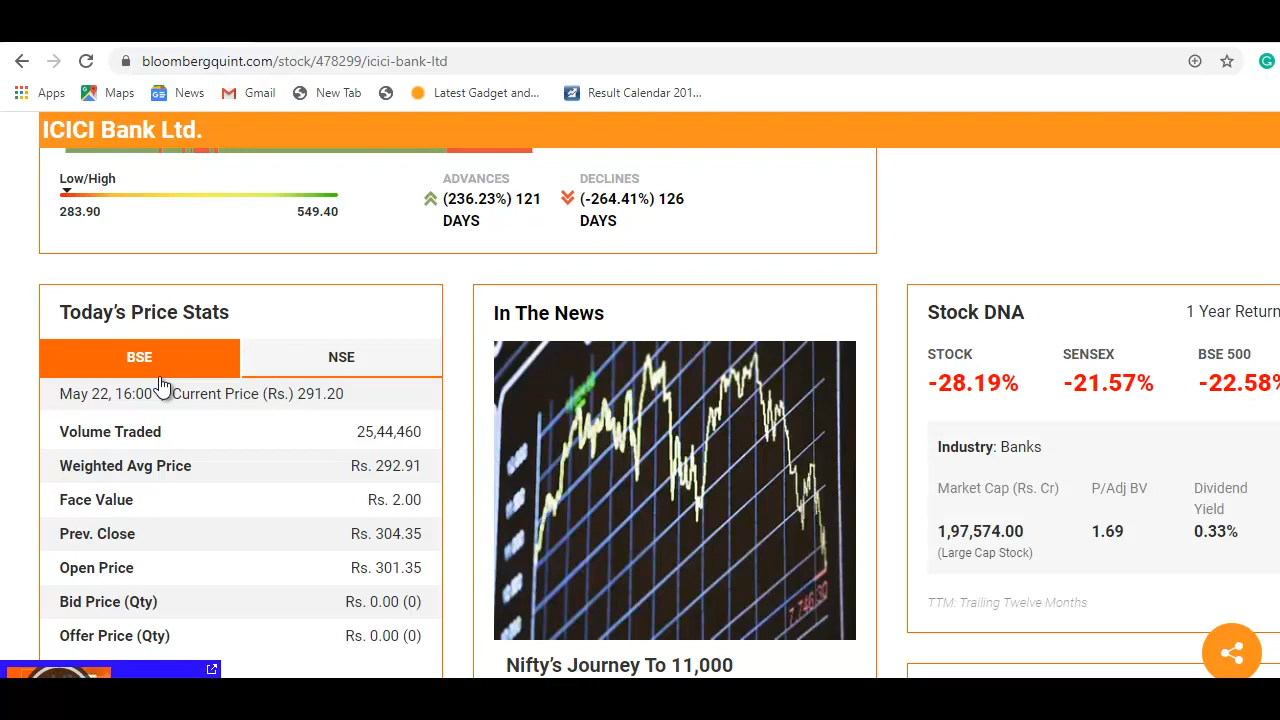 bloombergquint.com/stock/478299/icici-bank-ltd
Apps Maps News Gmail New Tab Latest Gadget and... Result Calendar 201...
ICICI Bank Ltd.
Low/High
283.90 549.40
ADVANCES
(236.23%) 121
DAYS
DECLINES
(-264.41%) 126
DAYS
Today's Price Stats
BSE NSE
May 22, 16:00 Current Price (Rs.) 291.20
Volume Traded 25,44,460
Weighted Avg Price Rs. 292.91
Face Value Rs. 2.00
Prev. Close Rs. 304.35
Open Price Rs. 301.35
Bid Price (Qty) Rs. 0.00 (0)
Offer Price (Qty) Rs. 0.00 (0)
In The News
7,746.30
Nifty's Journey To 11,000
Stock DNA 1 Year Return
STOCK SENSEX BSE 500
-28.19% -21.57% -22.58%
Industry: Banks
Market Cap (Rs. Cr) P/Adj BV Dividend
Yield
1,97,574.00 1.69 0.33%
(Large Cap Stock)
TTM: Trailing Twelve Months